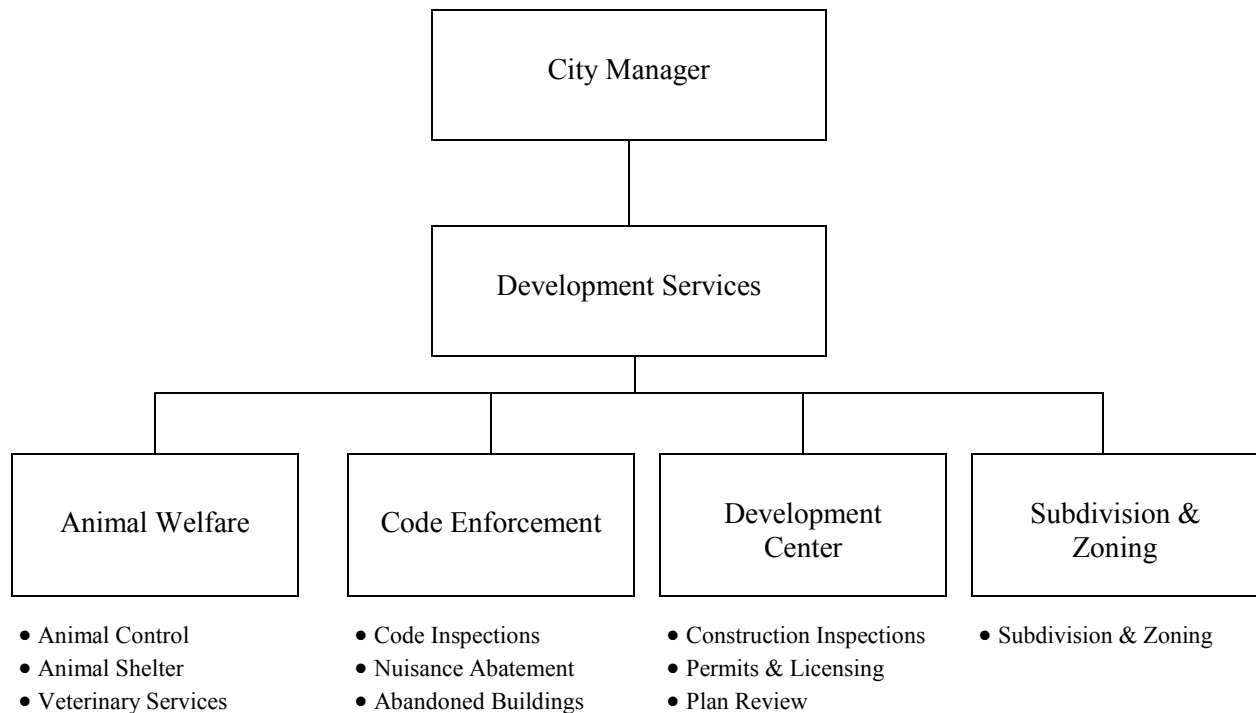 City Manager
Development Services
Animal Welfare
Code Enforcement
Development
Center
Subdivision &
Zoning
• Animal Control
• Animal Shelter
• Veterinary Services
• Code Inspections
• Nuisance Abatement
• Abandoned Buildings
• Construction Inspections
• Permits & Licensing
• Plan Review
• Subdivision & Zoning